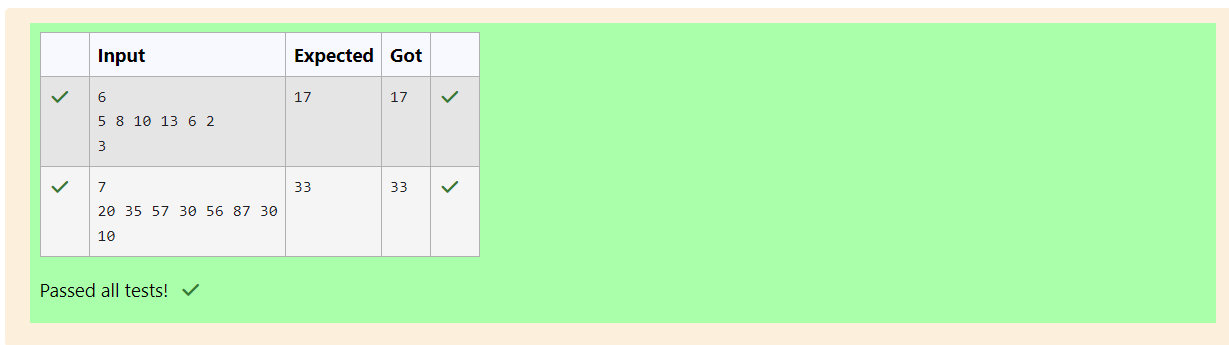 Input Expected Got
6 17 17
5 8 10 13 6 2
3
7 33 33
20 35 57 30 56 87 30
10
Passed all tests!